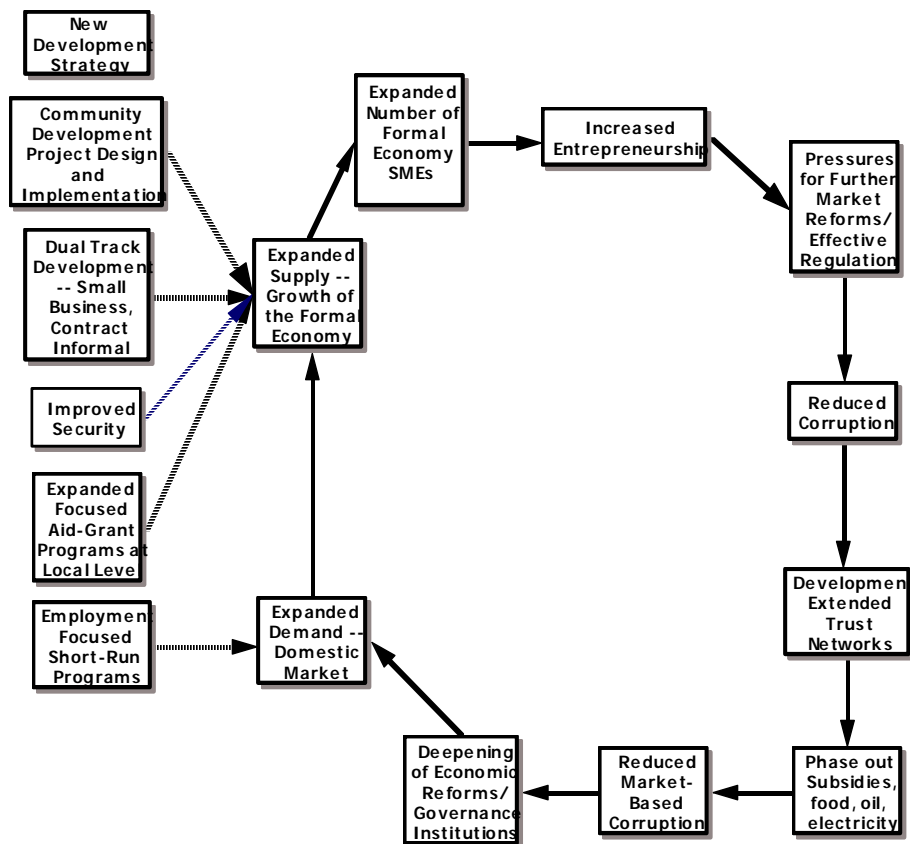 New
Development
Strategy
Community
Development
Project Design
and
Implementation
Dual Track
Development
-- Small
Business,
Contract
Informal
Improved
Security
Expanded
Focused
Aid-Grant
Programs at
Local Leve
Employment
Focused
Short-Run
Programs
Expanded
Supply --
Growth of
the Formal
Economy
Expanded
Demand --
Domestic
Market
Expanded
Number of
Formal
Economy
SMEs
Increased
Entrepreneurship
Pressures
for Further
Market
Reforms/
Effective
Regulation
Reduced
Corruption
Developmen
Extended
Trust
Networks
Phase out
Subsidies,
food, oil,
electricity
Reduced
Market-
Based
Corruption
Deepening
of Economic
Reforms/
Governance
Institutions